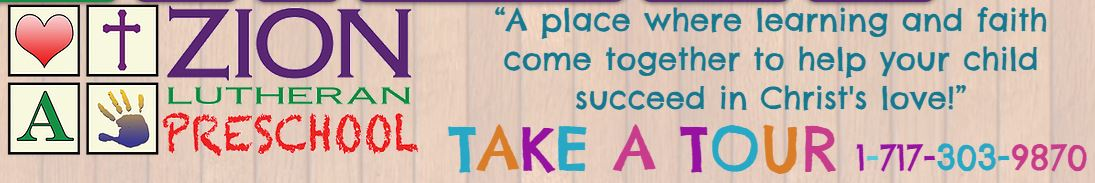 A
ZION
LUTHERAN
PRESCHOOL
“A place where learning and faith
come together to help your child
succeed in Christ's love!”
TAKE A TOUR 1-717-303-9870